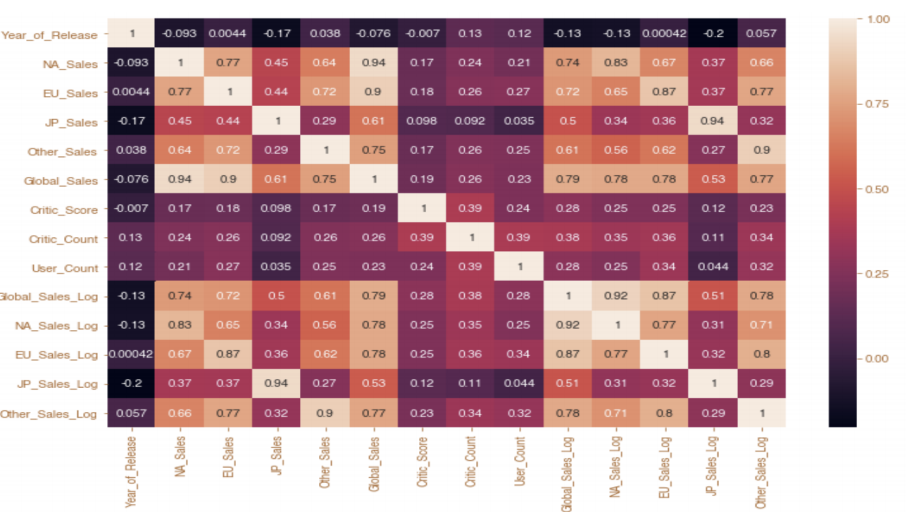 Year_of_Release 1 -0.093 0.0044 -0.17 0.038 -0.076 -0.007 0.13 0.12 -0.13 -0.13 0.00042 -0.2 0.057 1.00
NA_Sales -0.093 1 0.77 0.45 0.64 0.94 0.17 0.24 0.21 0.74 0.83 0.67 0.37 0.66
EU_Sales 0.0044 0.77 1 0.44 0.72 0.9 0.18 0.26 0.27 0.72 0.65 0.87 0.37 0.77 0.75
JP_Sales -0.17 0.45 0.44 1 0.29 0.61 0.098 0.092 0.035 0.5 0.34 0.36 0.94 0.32
Other_Sales 0.038 0.64 0.72 0.29 1 0.75 0.17 0.26 0.25 0.61 0.56 0.62 0.27 0.9
Global_Sales -0.076 0.94 0.9 0.61 0.75 1 0.19 0.26 0.23 0.79 0.78 0.78 0.53 0.77 0.50
Critic_Score -0.007 0.17 0.18 0.098 0.17 0.19 1 0.39 0.24 0.28 0.25 0.25 0.12 0.23
Critic_Count 0.13 0.24 0.26 0.092 0.26 0.26 0.39 1 0.39 0.38 0.35 0.36 0.11 0.34
User_Count 0.12 0.21 0.27 0.035 0.25 0.23 0.24 0.39 1 0.28 0.25 0.34 0.044 0.32 0.25
Global_Sales_Log -0.13 0.74 0.72 0.5 0.61 0.79 0.28 0.38 0.28 1 0.92 0.87 0.51 0.78
NA_Sales_Log -0.13 0.83 0.65 0.34 0.56 0.78 0.25 0.35 0.25 0.92 1 0.77 0.31 0.71
EU_Sales_Log 0.00042 0.67 0.87 0.36 0.62 0.78 0.25 0.36 0.34 0.87 0.77 1 0.32 0.8 0.00
JP_Sales_Log -0.2 0.37 0.37 0.94 0.27 0.53 0.12 0.11 0.044 0.51 0.31 0.32 1 0.29
Other_Sales_Log 0.057 0.66 0.77 0.32 0.9 0.77 0.23 0.34 0.32 0.78 0.71 0.8 0.29 1
Year_of_Release
NA_Sales
EU_Sales
JP_Sales
Other_Sales
Global_Sales
Critic_Score
Critic_Count
User_Count
Global_Sales_Log
NA_Sales_Log
EU_Sales_Log
JP_Sales_Log
Other_Sales_Log